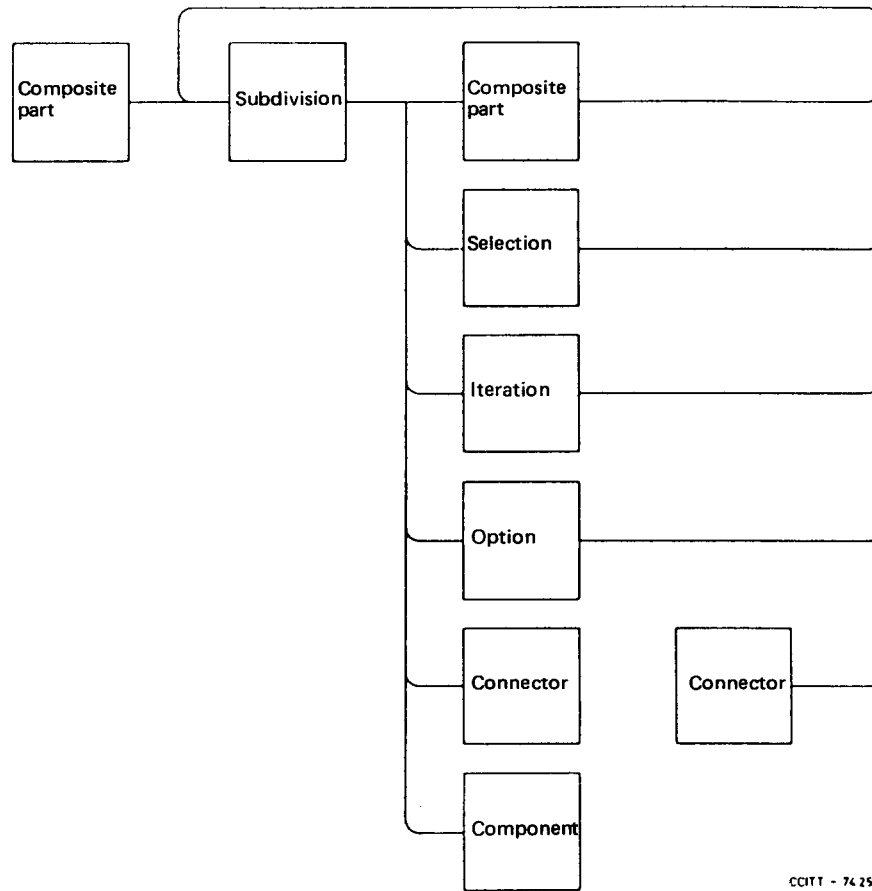 Composite
part
Subdivision
Composite
part
Selection
Iteration
Option
Connector
Connector
Component
CCITT - 7425